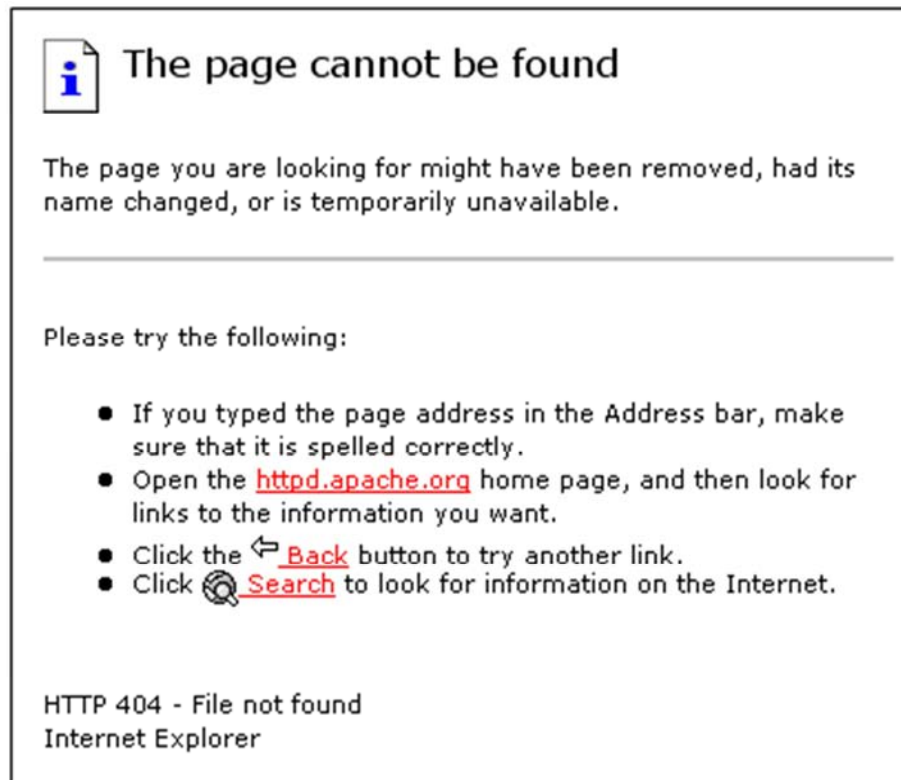 The page cannot be found
The page you are looking for might have been removed, had its
name changed, or is temporarily unavailable.
Please try the following:
If you typed the page address in the Address bar, make
sure that it is spelled correctly.
Open the httpd.apache.org home page, and then look for
links to the information you want.
Click the Back button to try another link.
Click Search to look for information on the Internet.
HTTP 404 - File not found
Internet Explorer